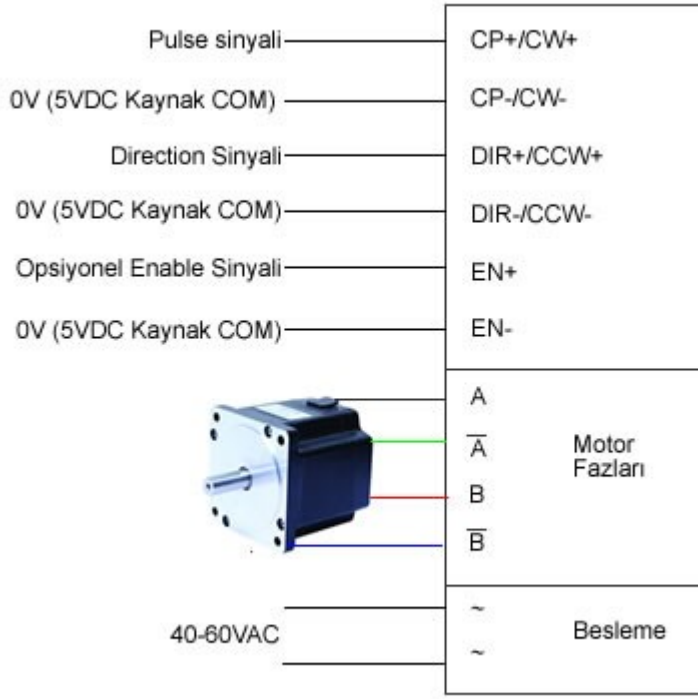 Pulse sinyali CP+/CW+
0V (5VDC Kaynak COM) CP-/CW-
Direction Sinyali DIR+/CCW+
0V (5VDC Kaynak COM) DIR-/CCW-
Opsiyonel Enable Sinyali EN+
0V (5VDC Kaynak COM) EN-
A
A̅
B
B̅
Motor
Fazları
40-60VAC
~
~
Besleme